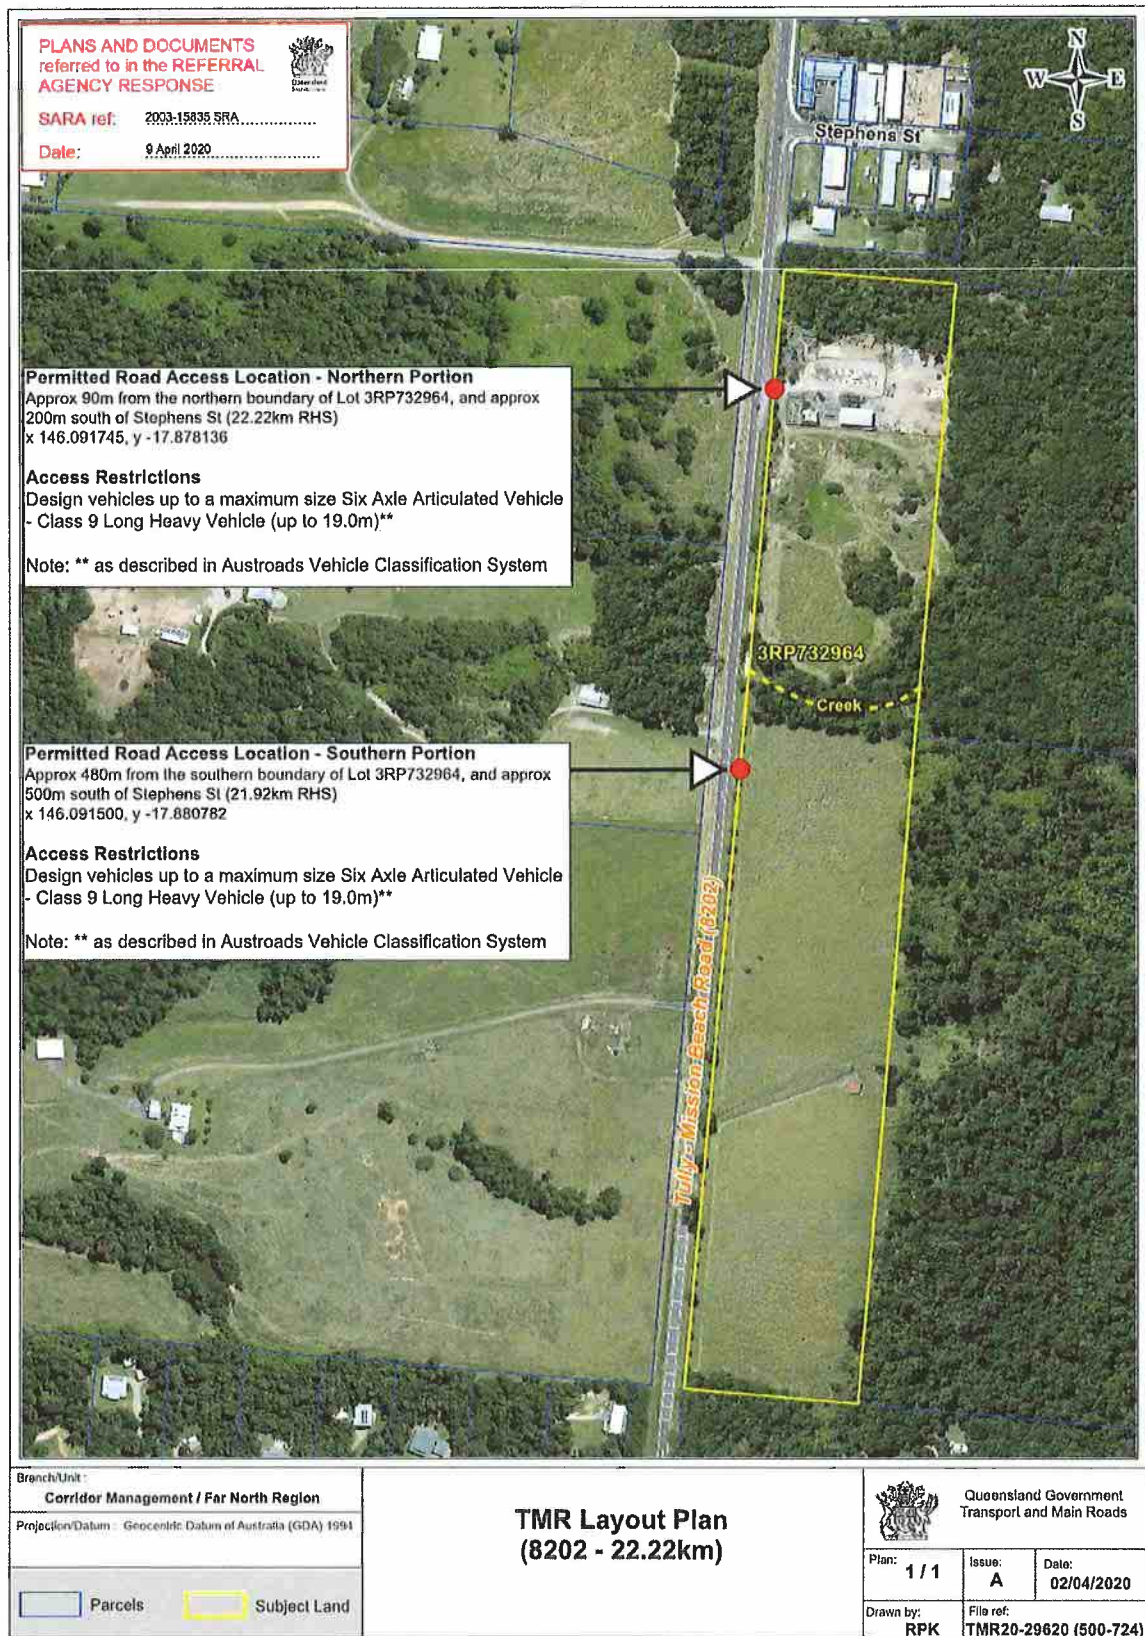 PLANS AND DOCUMENTS
referred to in the REFERRAL
AGENCY RESPONSE
Queensland
Government
SARA ref: 2003-15835 SRA
Date: 9 April 2020
N
W E
S
Stephens St
Permitted Road Access Location - Northern Portion
Approx 90m from the northern boundary of Lot 3RP732964, and approx
200m south of Stephens St (22.22km RHS)
x 146.091745, y -17.878136
Access Restrictions
Design vehicles up to a maximum size Six Axle Articulated Vehicle
- Class 9 Long Heavy Vehicle (up to 19.0m)**
Note: ** as described in Austroads Vehicle Classification System
3RP732964
Creek
Permitted Road Access Location - Southern Portion
Approx 480m from the southern boundary of Lot 3RP732964, and approx
500m south of Stephens St (21.92km RHS)
x 146.091500, y -17.880782
Access Restrictions
Design vehicles up to a maximum size Six Axle Articulated Vehicle
- Class 9 Long Heavy Vehicle (up to 19.0m)**
Note: ** as described in Austroads Vehicle Classification System
Tully - Mission Beach Road (8202)
Branch/Unit :
Corridor Management / Far North Region
Projection/Datum : Geocentric Datum of Australia (GDA) 1994
Parcels
Subject Land
TMR Layout Plan
(8202 - 22.22km)
Queensland Government
Transport and Main Roads
Plan: 1 / 1
Issue: A
Date: 02/04/2020
Drawn by: RPK
File ref: TMR20-29620 (500-724)